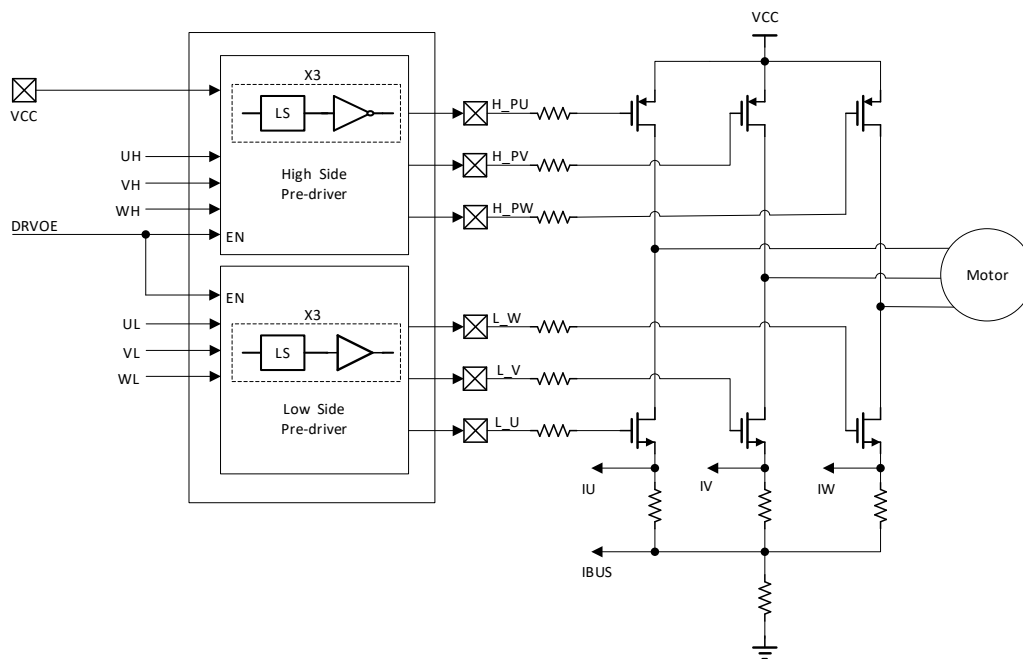 VCC
X3
LS
VCC
H_PU
UH
High Side
H_PV
VH
Pre-driver
WH
H_PW
DRVOE
EN
Motor
EN
UL
X3
L_W
VL
LS
L_V
WL
Low Side
L_U
Pre-driver
IU
IV
IW
IBUS